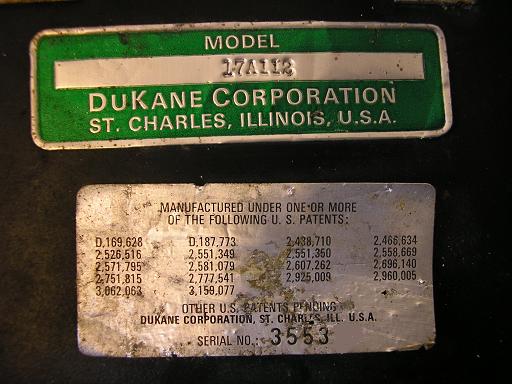 MODEL
17A112
DUKANE CORPORATION
ST. CHARLES, ILLINOIS, U.S.A.
MANUFACTURED UNDER ONE OR MORE
OF THE FOLLOWING U.S. PATENTS:
D,169,628 D,187,773 2,438,710 2,466,634
2,526,516 2,551,349 2,551,350 2,558,669
2,571,795 2,581,079 2,607,262 2,696,140
2,751,815 2,777,541 2,925,009 2,960,005
3,062,063 3,159,077
OTHER U.S. PATENTS PENDING
DUKANE CORPORATION, ST. CHARLES, ILL. U.S.A.
SERIAL NO.: 3553